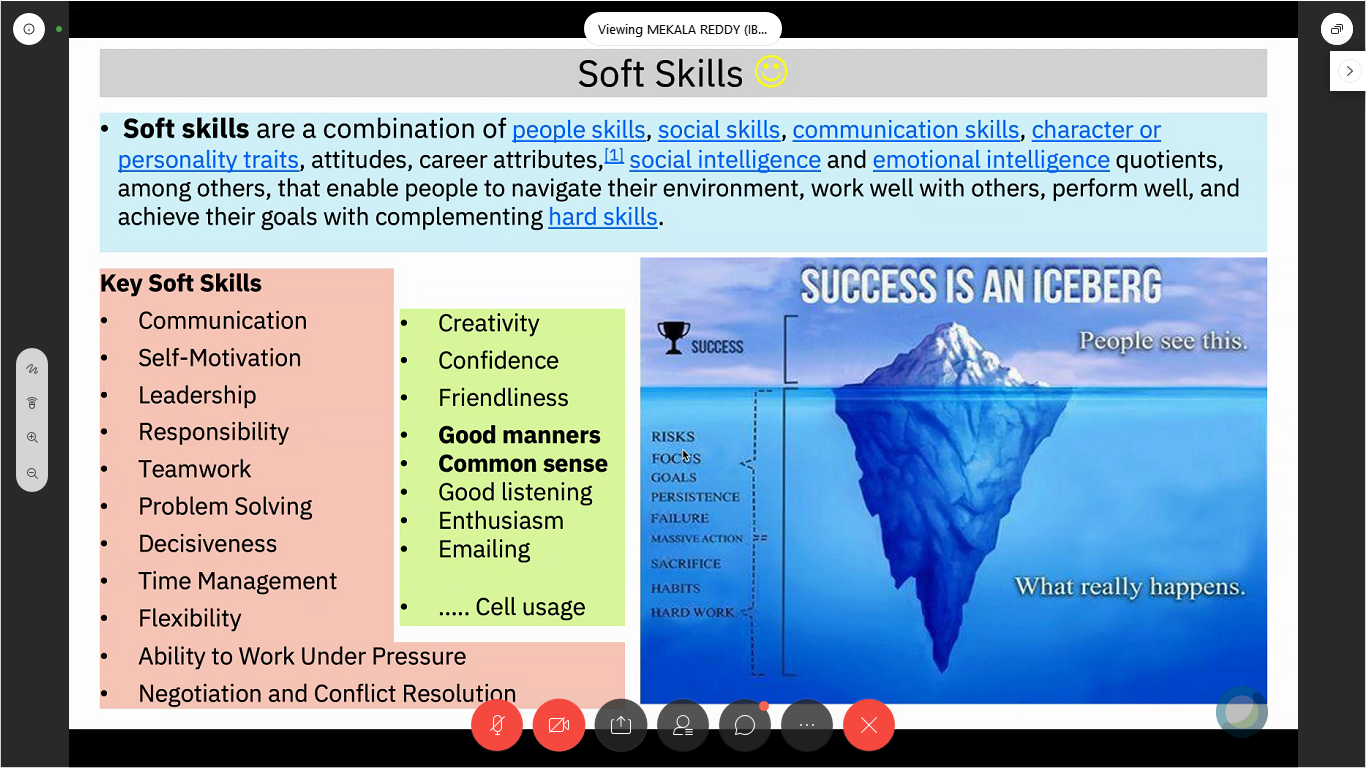 Viewing MEKALA REDDY (IB...
Soft Skills
• Soft skills are a combination of people skills, social skills, communication skills, character or
personality traits, attitudes, career attributes,[1] social intelligence and emotional intelligence quotients,
among others, that enable people to navigate their environment, work well with others, perform well, and
achieve their goals with complementing hard skills.
Key Soft Skills
• Communication
• Self-Motivation
• Leadership
• Responsibility
• Teamwork
• Problem Solving
• Decisiveness
• Time Management
• Flexibility
• Ability to Work Under Pressure
• Negotiation and Conflict Resolution
• Creativity
• Confidence
• Friendliness
• Good manners
• Common sense
• Good listening
• Enthusiasm
• Emailing
• ..... Cell usage
SUCCESS IS AN ICEBERG
SUCCESS
People see this.
RISKS
FOCUS
GOALS
PERSISTENCE
FAILURE
MASSIVE ACTION
SACRIFICE
HABITS
HARD WORK
What really happens.